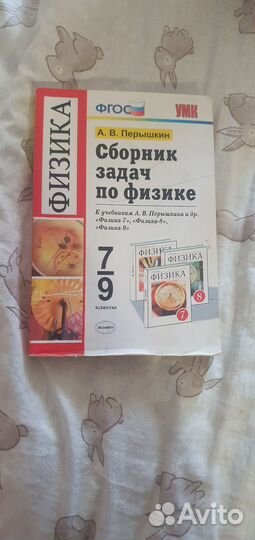 ФИЗИКА
ФГОС
УМК
А. В. Перышкин
Сборник
задач
по физике
К учебникам А. В. Перышкина и др.
«Физика-7», «Физика-8»,
«Физика-9»
7-9
классы
ФИЗИКА
ФИЗИКА
8
7
ЭКЗАМЕН
Avito